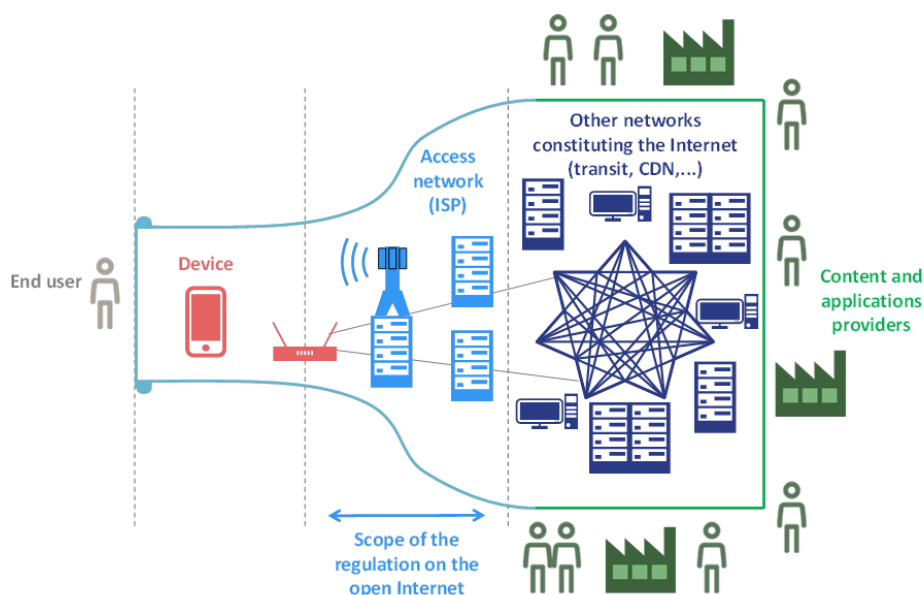 Other networks
constituting the Internet
(transit, CDN,...)
Access
network
(ISP)
Device
End user
Content and
applications
providers
Scope of the
regulation on the
open Internet